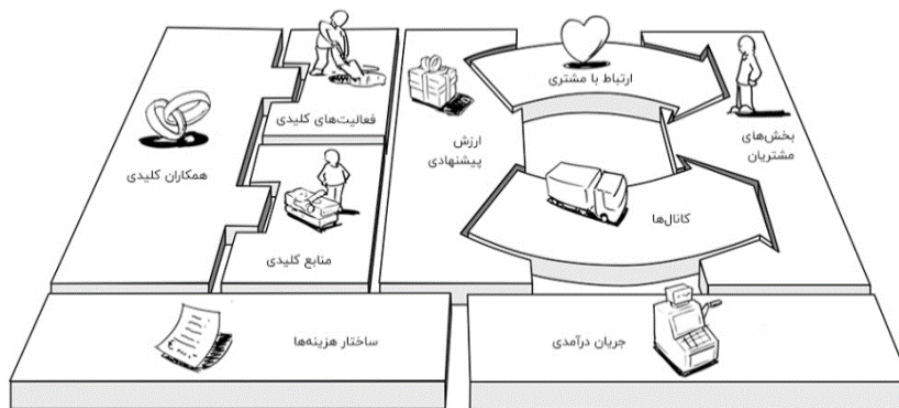 ارتباط با مشتری
فعالیت‌های کلیدی
ارزش
پیشنهادی
بخش‌های
مشتریان
همکاران کلیدی
کانال‌ها
منابع کلیدی
جریان درآمدی
ساختار هزینه‌ها